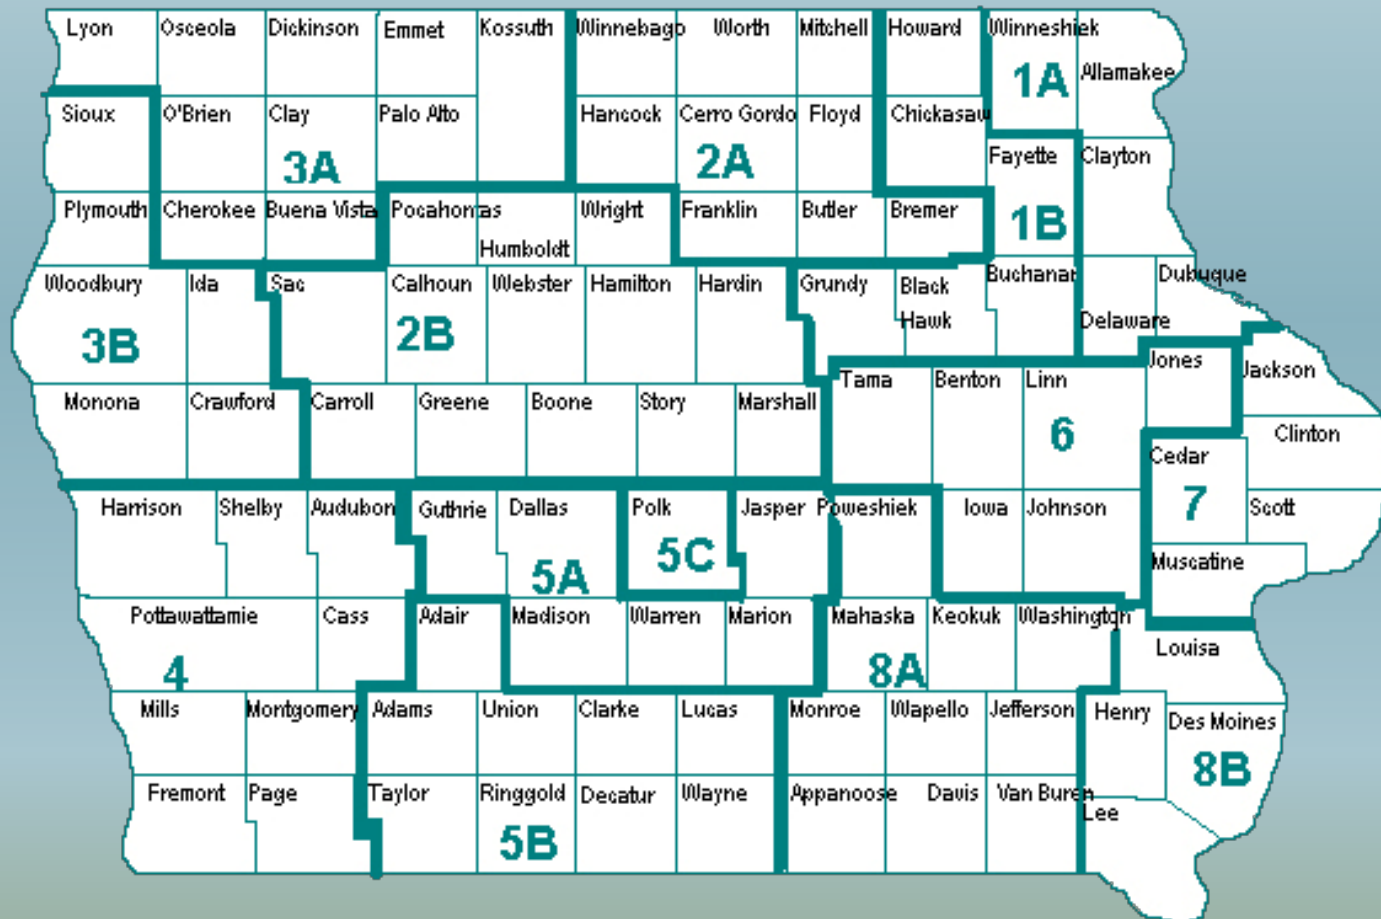 Lyon
Osceola
Dickinson
Emmet
Kossuth
Winnebago
Worth
Mitchell
Howard
Winneshiek
1A
Allamakee
Sioux
O'Brien
Clay
Palo Alto
Hancock
Cerro Gordo
Floyd
Chickasaw
3A
2A
Fayette
Clayton
Plymouth
Cherokee
Buena Vista
Pocahontas
Humboldt
Wright
Franklin
Butler
Bremer
1B
Woodbury
Ida
Sac
Calhoun
Webster
Hamilton
Hardin
Grundy
Black
Hawk
Buchanan
Delaware
Dubuque
3B
2B
Monona
Crawford
Carroll
Greene
Boone
Story
Marshall
Tama
Benton
Linn
Jones
Jackson
6
Clinton
Cedar
7
Harrison
Shelby
Audubon
Guthrie
Dallas
Polk
Jasper
Poweshiek
Iowa
Johnson
Scott
5A
5C
Muscatine
Pottawattamie
Cass
Adair
Madison
Warren
Marion
Mahaska
Keokuk
Washington
Louisa
4
8A
Mills
Montgomery
Adams
Union
Clarke
Lucas
Monroe
Wapello
Jefferson
Henry
Des Moines
8B
Fremont
Page
Taylor
Ringgold
Decatur
Wayne
Appanoose
Davis
Van Buren
Lee
5B